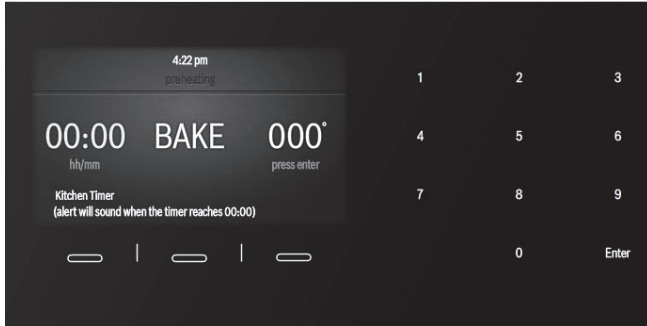 4:22 pm
preheating
00:00 BAKE 000°
hh/mm press enter
Kitchen Timer
(alert will sound when the timer reaches 00:00)
1 2 3
4 5 6
7 8 9
0 Enter